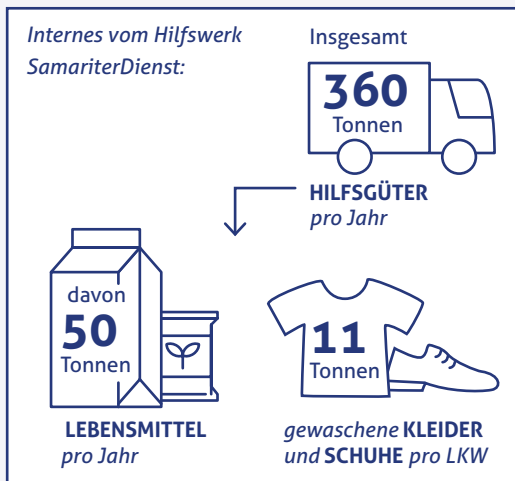 Internes vom Hilfswerk
SamariterDienst:
Insgesamt
360
Tonnen
HILFSGÜTER
pro Jahr
davon
50
Tonnen
LEBENSMITTEL
pro Jahr
11
Tonnen
gewaschene KLEIDER
und SCHUHE pro LKW